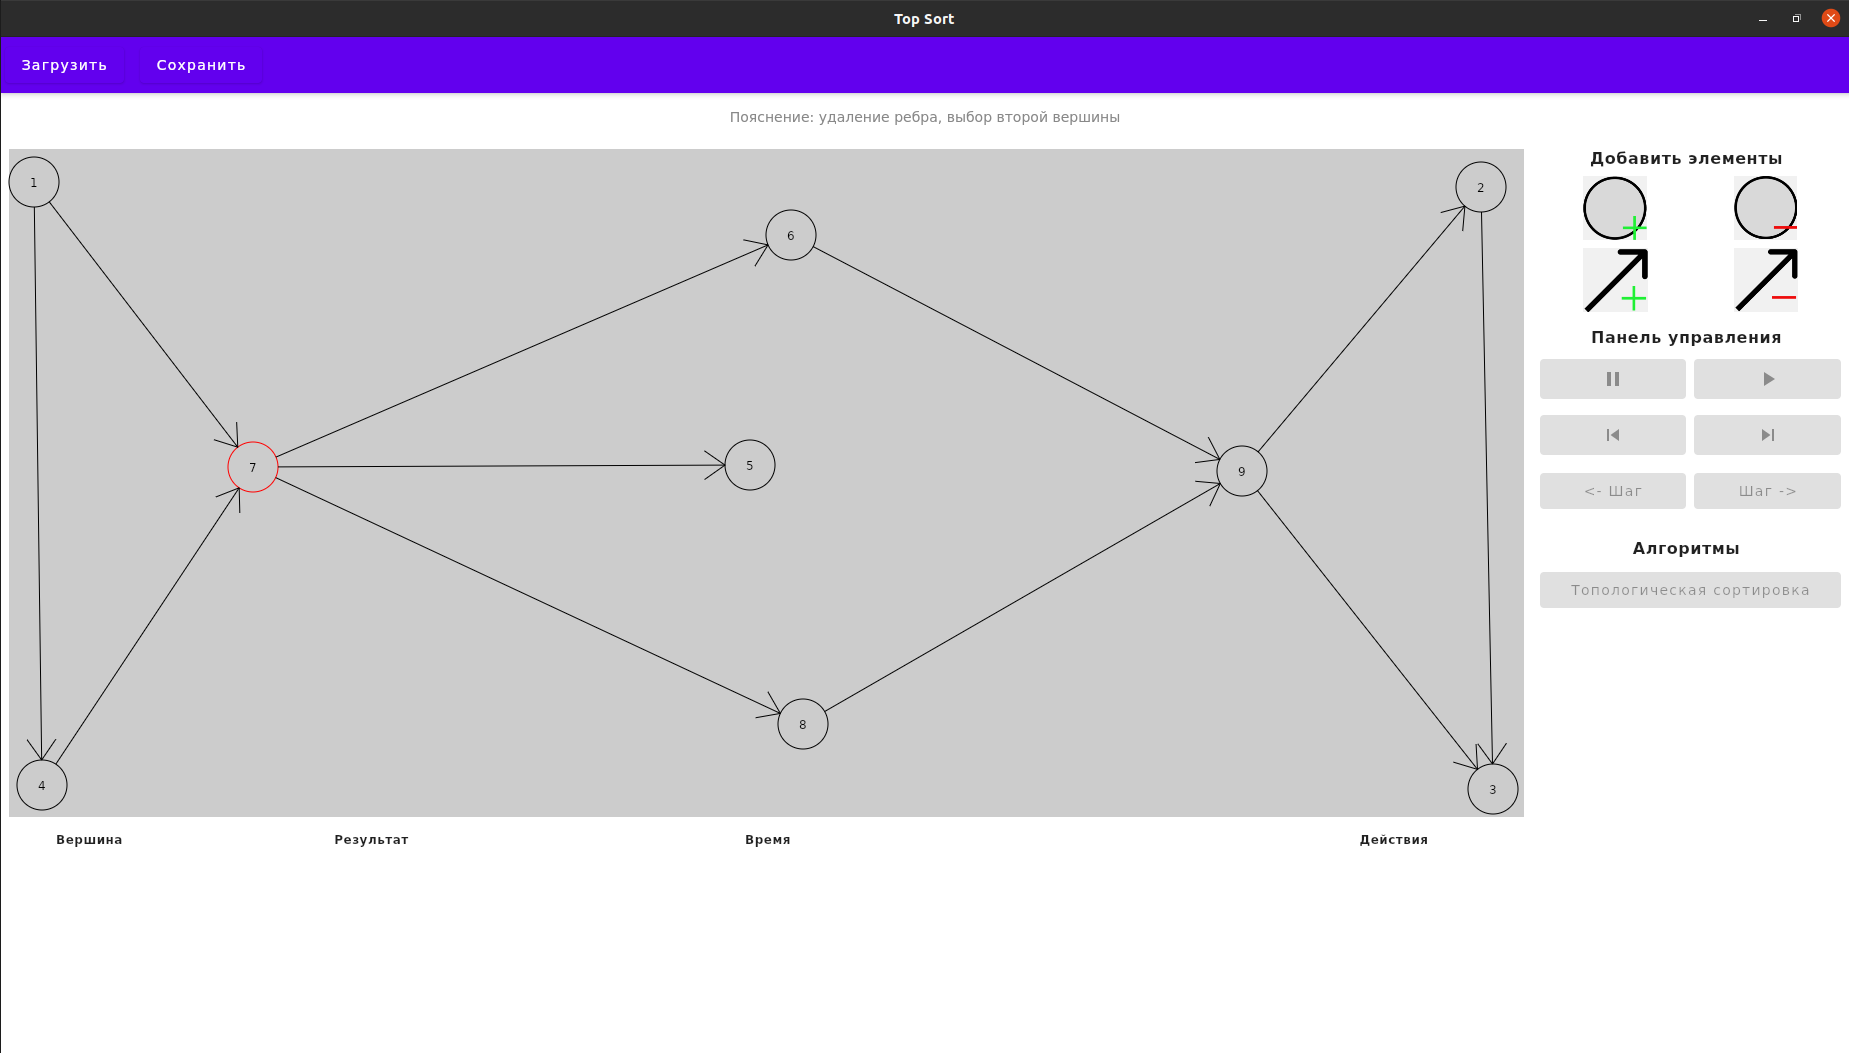 Top Sort
Загрузить Сохранить
Пояснение: удаление ребра, выбор второй вершины
1
2
6
7
5
9
8
4
3
Добавить элементы
Панель управления
<- Шаг Шаг ->
Алгоритмы
Топологическая сортировка
Вершина Результат Время Действия